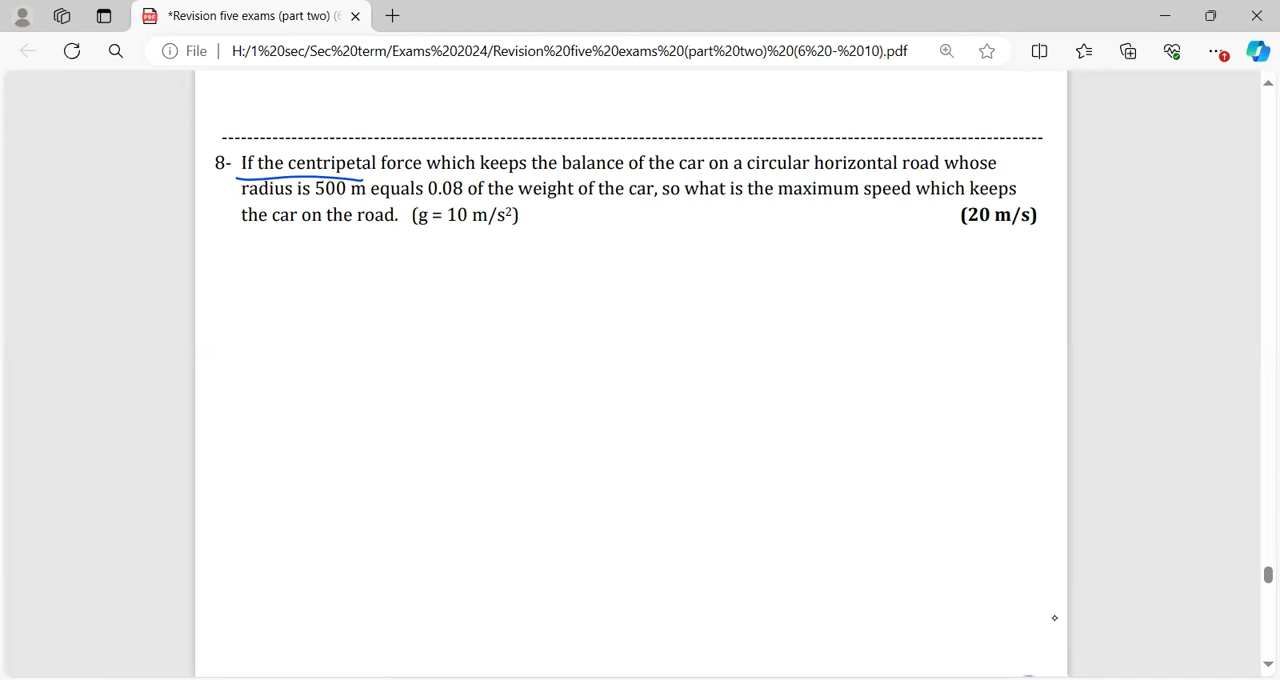 *Revision five exams (part two) (
File | H:/1%20sec/Sec%20term/Exams%202024/Revision%20five%20exams%20(part%20two)%20(6%20-%2010).pdf
8- If the centripetal force which keeps the balance of the car on a circular horizontal road whose
radius is 500 m equals 0.08 of the weight of the car, so what is the maximum speed which keeps
the car on the road. (g = 10 m/s²) (20 m/s)